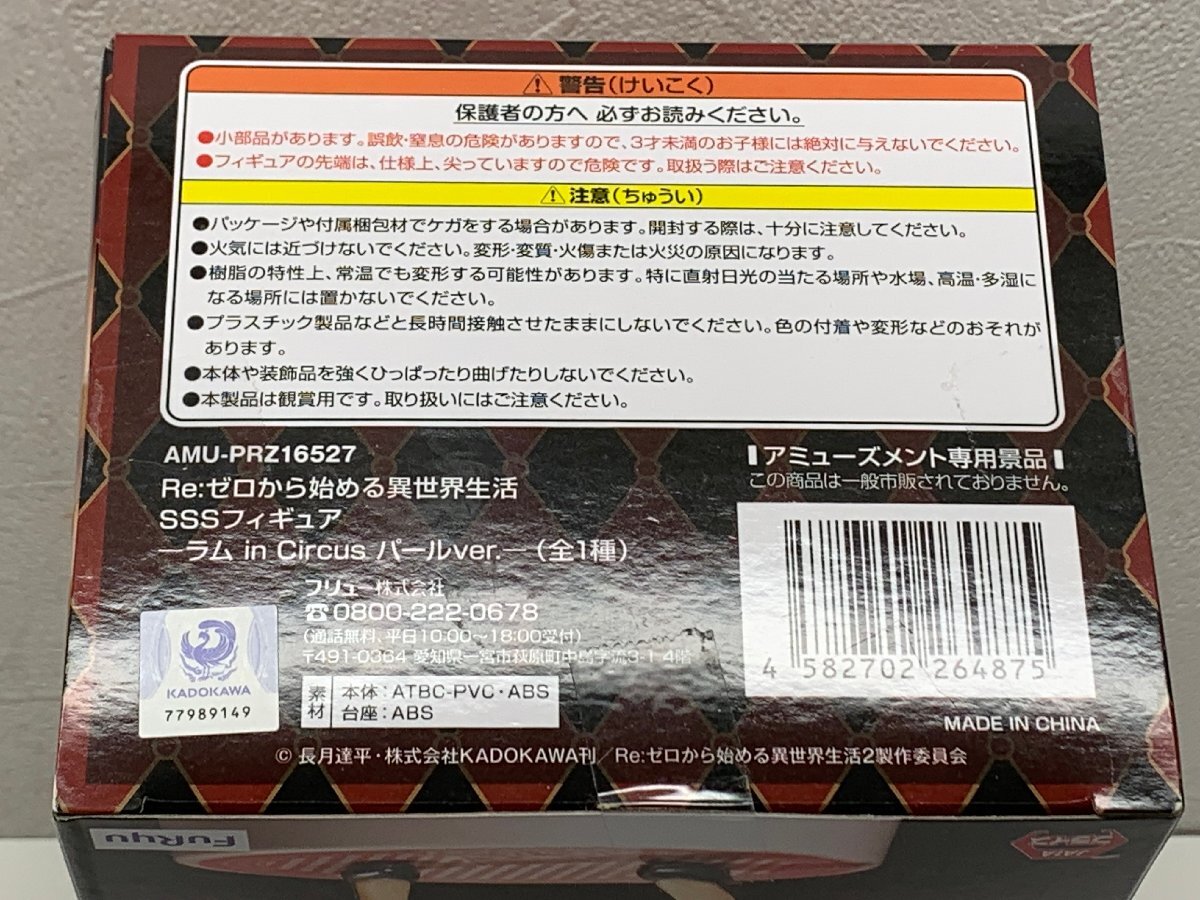 ⚠警告(けいこく)
保護者の方へ 必ずお読みください。
●小部品があります。誤飲・窒息の危険がありますので、3才未満のお子様には絶対に与えないでください。
●フィギュアの先端は、仕様上、尖っていますので危険です。取扱う際はご注意ください。
⚠注意(ちゅうい)
●パッケージや付属梱包材でケガをする場合があります。開封する際は、十分に注意してください。
●火気には近づけないでください。変形・変質・火傷または火災の原因になります。
●樹脂の特性上、常温でも変形する可能性があります。特に直射日光の当たる場所や水場、高温・多湿に
なる場所には置かないでください。
●プラスチック製品などと長時間接触させたままにしないでください。色の付着や変形などのおそれが
あります。
●本体や装飾品を強くひっぱったり曲げたりしないでください。
●本製品は観賞用です。取り扱いにはご注意ください。
AMU-PRZ16527
Re:ゼロから始める異世界生活
SSSフィギュア
―ラム in Circus パールver.―(全1種)
フリュー株式会社
☎0800-222-0678
(通話無料、平日10:00〜18:00受付)
〒491-0364 愛知県一宮市萩原町中島字流3-1 4階
アミューズメント専用景品
この商品は一般市販されておりません。
4 582702 264875
KADOKAWA
77989149
素材
本体:ATBC-PVC・ABS
台座:ABS
MADE IN CHINA
© 長月達平・株式会社KADOKAWA刊/Re:ゼロから始める異世界生活2製作委員会
FuRyu
JAIA
プライズ